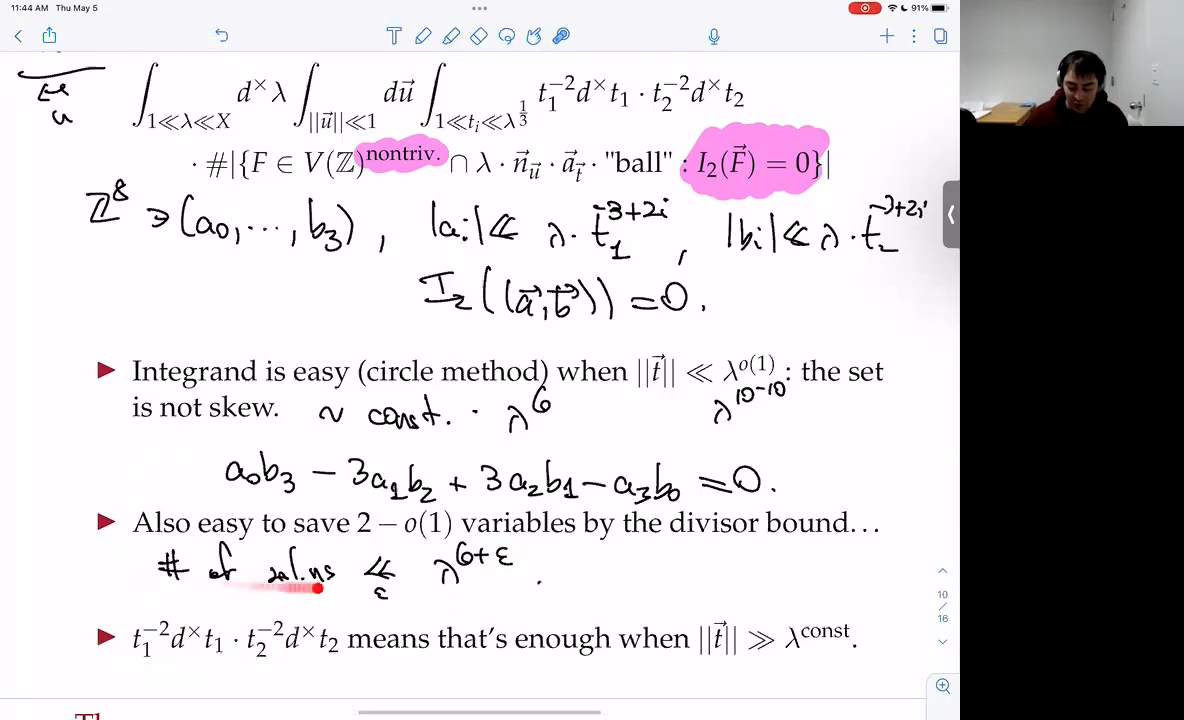 11:44 AM Thu May 5
91%
∫_{1≪λ≪X} d^×λ ∫_{||u⃗||≪1} du⃗ ∫_{1≪t_i≪λ^{1/3}} t_1^{-2} d^×t_1 · t_2^{-2} d^×t_2
· #|{F ∈ V(ℤ)^{nontriv.} ∩ λ · n⃗_{u⃗} · a⃗_{t⃗} · "ball" : I_2(F⃗) = 0}|
ℤ^8 ∋ (a_0, ..., b_3), |a_i| ≪ λ · t_1^{-3+2i}, |b_i| ≪ λ · t_2^{-3+2i}
I_2((a⃗, b⃗)) = 0.
► Integrand is easy (circle method) when ||t⃗|| ≪ λ^{o(1)}: the set
is not skew. ~ const. · λ^6 λ^{10-10}
a_0b_3 − 3a_1b_2 + 3a_2b_1 − a_3b_0 = 0.
► Also easy to save 2 − o(1) variables by the divisor bound...
# of sol.ns ≪_ε λ^{6+ε}.
► t_1^{-2} d^×t_1 · t_2^{-2} d^×t_2 means that's enough when ||t⃗|| ≫ λ^{const}.
10
/
16